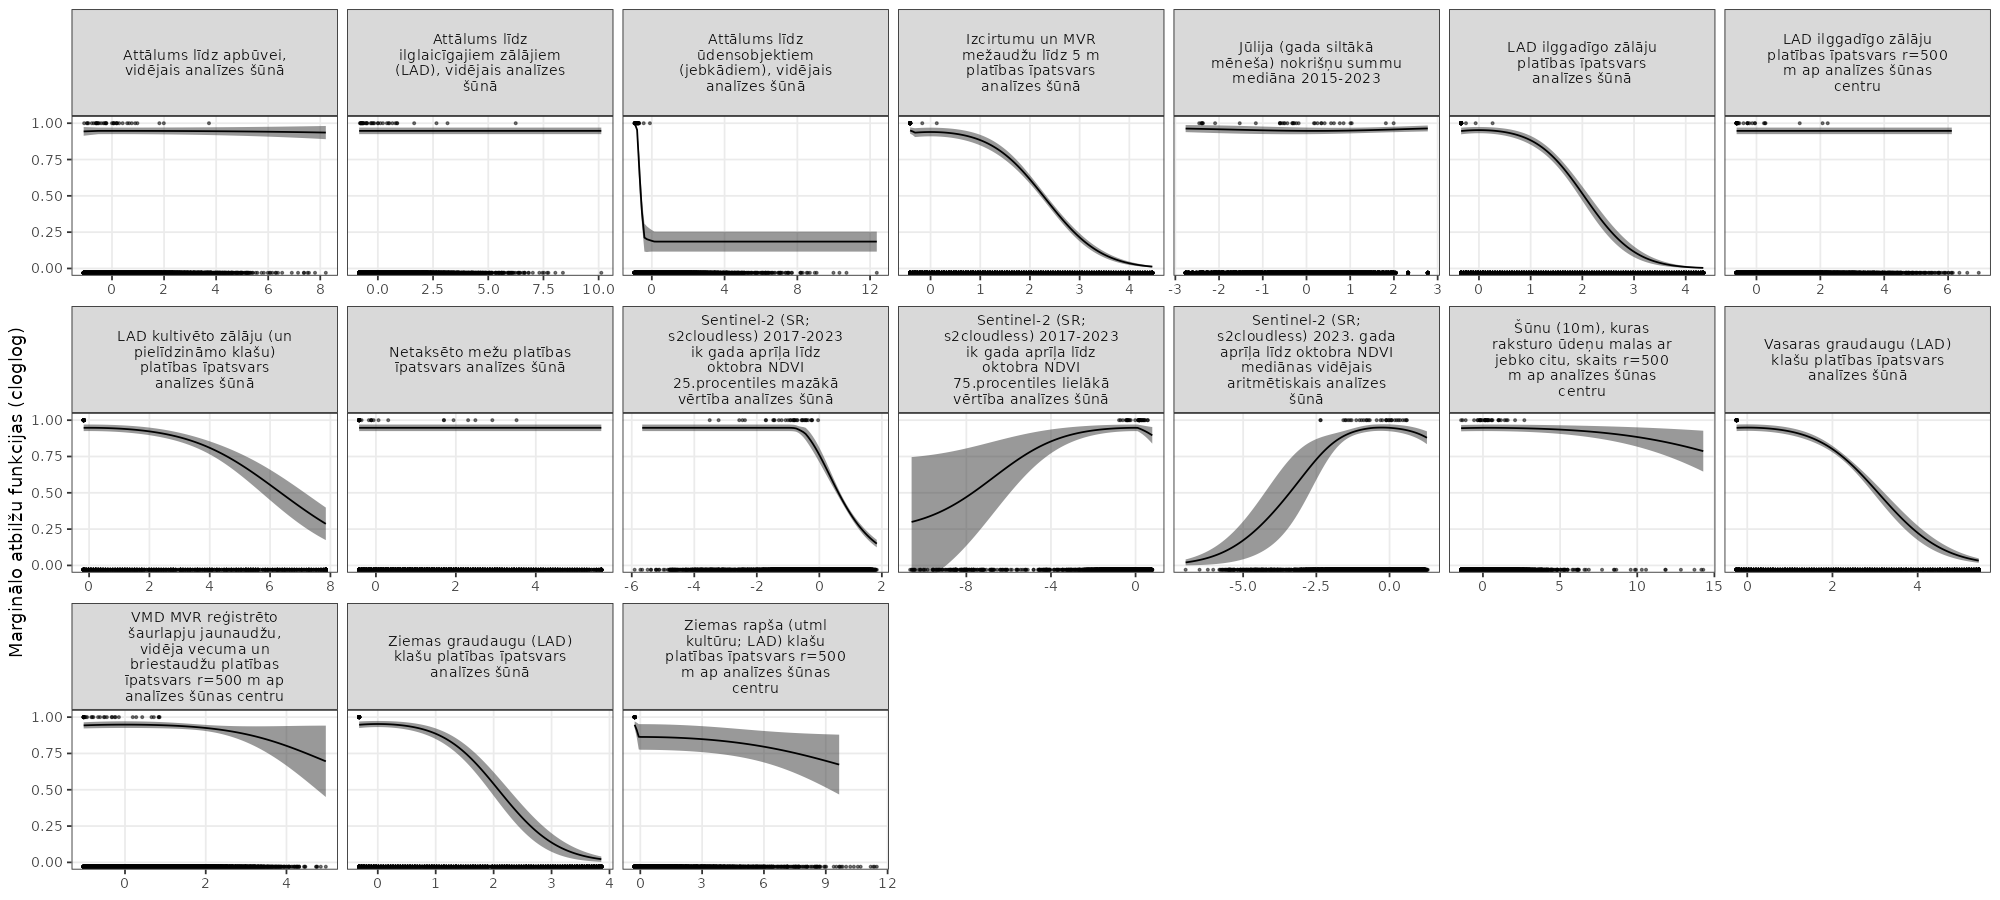 Attālums līdz apbūvei,
vidējais analīzes šūnā
Attālums līdz
ilglaicīgajiem zālājiem
(LAD), vidējais analīzes
šūnā
Attālums līdz
ūdensobjektiem
(jebkādiem), vidējais
analīzes šūnā
Izcirtumu un MVR
mežaudžu līdz 5 m
platības īpatsvars
analīzes šūnā
Jūlija (gada siltākā
mēneša) nokrišņu summu
mediāna 2015-2023
LAD ilggadīgo zālāju
platības īpatsvars
analīzes šūnā
LAD ilggadīgo zālāju
platības īpatsvars r=500
m ap analīzes šūnas
centru
1.00
0.75
0.50
0.25
0.00
0 2 4 6 8
0.0 2.5 5.0 7.5 10.0
0 4 8 12
0 1 2 3 4
-3 -2 -1 0 1 2 3
0 1 2 3 4
0 2 4 6
Marginālo atbilžu funkcijas (cloglog)
LAD kultivēto zālāju (un
pielīdzināmo klašu)
platības īpatsvars
analīzes šūnā
Netaksēto mežu platības
īpatsvars analīzes šūnā
Sentinel-2 (SR;
s2cloudless) 2017-2023
ik gada aprīļa līdz
oktobra NDVI
25.procentiles mazākā
vērtība analīzes šūnā
Sentinel-2 (SR;
s2cloudless) 2017-2023
ik gada aprīļa līdz
oktobra NDVI
75.procentiles lielākā
vērtība analīzes šūnā
Sentinel-2 (SR;
s2cloudless) 2023. gada
aprīļa līdz oktobra NDVI
mediānas vidējais
aritmētiskais analīzes
šūnā
Šūnu (10m), kuras
raksturo ūdeņu malas ar
jebko citu, skaits r=500
m ap analīzes šūnas
centru
Vasaras graudaugu (LAD)
klašu platības īpatsvars
analīzes šūnā
1.00
0.75
0.50
0.25
0.00
0 2 4 6 8
0 2 4
-6 -4 -2 0 2
-8 -4 0
-5.0 -2.5 0.0
0 5 10 15
0 2 4
VMD MVR reģistrēto
šaurlapju jaunaudžu,
vidēja vecuma un
briestaudžu platības
īpatsvars r=500 m ap
analīzes šūnas centru
Ziemas graudaugu (LAD)
klašu platības īpatsvars
analīzes šūnā
Ziemas rapša (utml
kultūru; LAD) klašu
platības īpatsvars r=500
m ap analīzes šūnas
centru
1.00
0.75
0.50
0.25
0.00
0 2 4
0 1 2 3 4
0 3 6 9 12